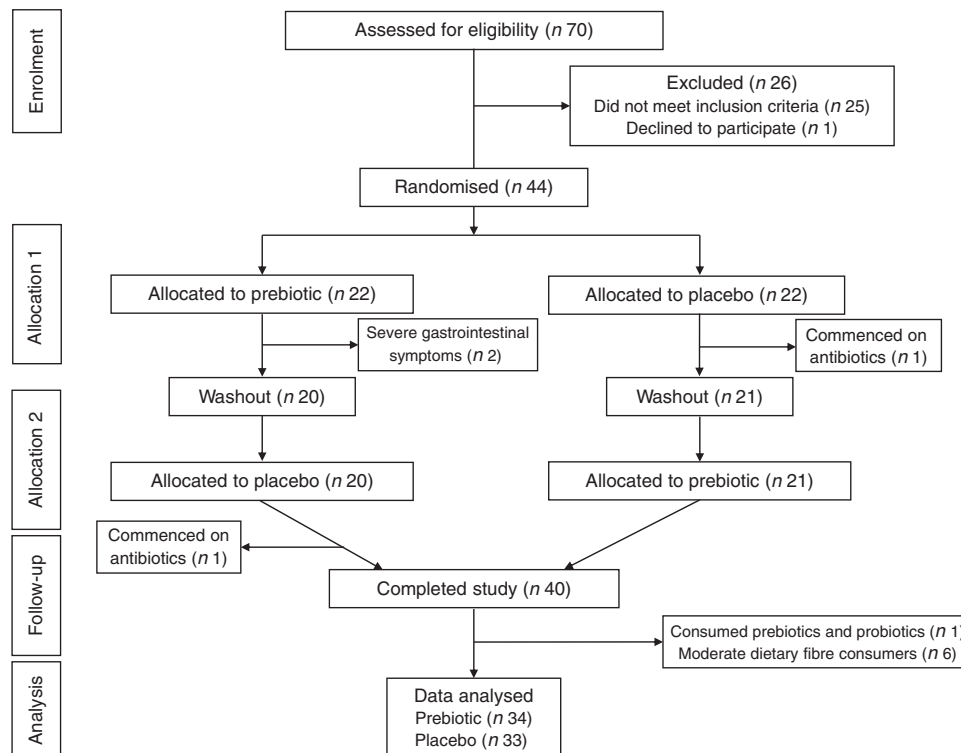 Enrolment
Assessed for eligibility (n 70)
Excluded (n 26)
Did not meet inclusion criteria (n 25)
Declined to participate (n 1)
Randomised (n 44)
Allocation 1
Allocated to prebiotic (n 22)
Allocated to placebo (n 22)
Severe gastrointestinal
symptoms (n 2)
Commenced on
antibiotics (n 1)
Washout (n 20)
Washout (n 21)
Allocation 2
Allocated to placebo (n 20)
Allocated to prebiotic (n 21)
Commenced on
antibiotics (n 1)
Follow-up
Completed study (n 40)
Consumed prebiotics and probiotics (n 1)
Moderate dietary fibre consumers (n 6)
Analysis
Data analysed
Prebiotic (n 34)
Placebo (n 33)